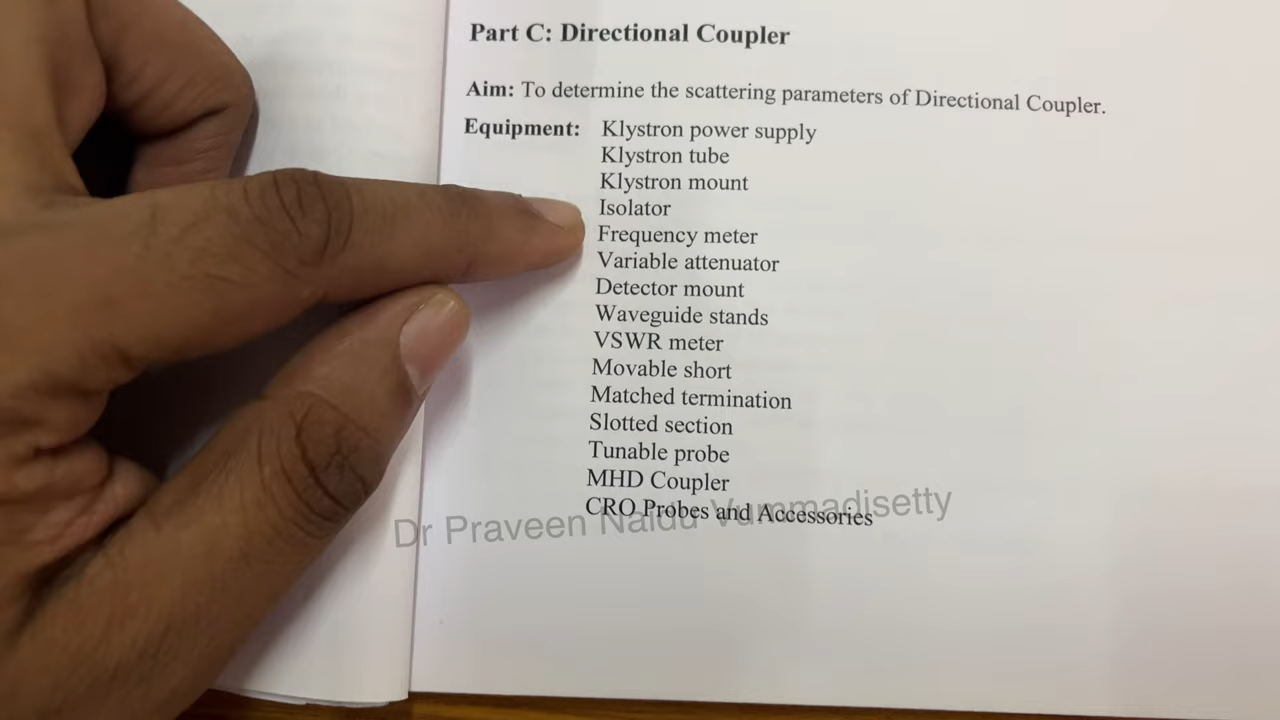 Part C: Directional Coupler
Aim: To determine the scattering parameters of Directional Coupler.
Equipment: Klystron power supply
Klystron tube
Klystron mount
Isolator
Frequency meter
Variable attenuator
Detector mount
Waveguide stands
VSWR meter
Movable short
Matched termination
Slotted section
Tunable probe
MHD Coupler
CRO Probes and Accessories
Dr Praveen Naidu Vummadisetty